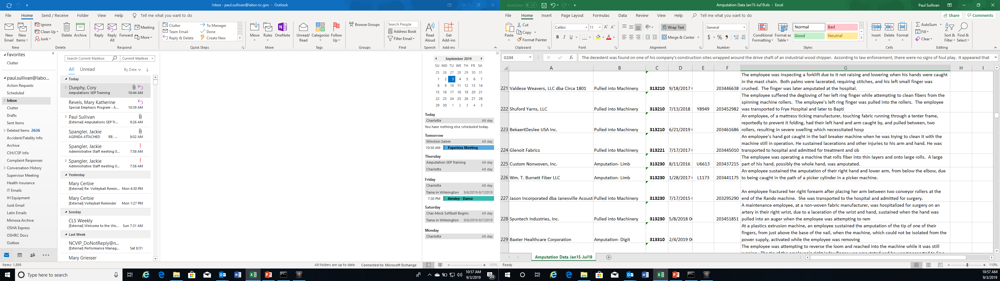 Inbox - paul.sullivan@labor.nc.gov - Outlook
File Home Send / Receive Folder View Help Tell me what you want to do
New Email
New Items
Ignore
Clean Up
Junk
Delete Archive
Reply Reply All Forward
Meeting
More
Clutter
Team Email
Reply & Delete
To Manager
Done
Create New
Move Rules OneNote
Unread/ Read Categorize Follow Up
Browse Groups
Search People
Address Book
Filter Email
Read Aloud
Get Add-ins
New Delete Respond Quick Steps Move Tags Groups Find Speech Add-ins
Favorites
Clutter
paul.sullivan@labo...
Action Requests
Scheduled
Inbox
Clutter
Drafts
Sent Items
Deleted Items 2636
Accident/Fatality Info
Archive
CIH/CSP Info
Complaint Responses
Conversation History
Supervisor Meeting
Health Insurance
IT Emails
IH Equipment
Junk Email
Latin Emails
Mimosa Archive
OSHA Express
OSHRC Docs
Outbox
Search Current Mailbox Current Mailbox
All Unread By Date
Today
Dunphy, Cory
Amputations SEP Training 10:44 AM
Revels, Mary Katherine
Special Emphasis Program - A... 10:39 AM
Paul Sullivan
[External] Amputations SEP Tr... 9:26 AM
Spangler, Jackie
AGENDA ATTACHED RE: ... 8:02 AM
Spangler, Jackie
Administrative Staff meeting 0... 7:58 AM
Spangler, Jackie
Administrative Staff meeting 0... 7:56 AM
Yesterday
Mary Cerbie
[External] Re: Volleyball Remin... Mon 4:30 PM
Mary Cerbie
[External] Volleyball Reminder Mon 1:27 PM
Sunday
CLS Weekly
[External] Welcome to the We... Sun 7:31 AM
Last Week
NCVIP_DoNotReply@n...
[External] Performance Manag... Sat 8/31
Mary Griesser
September 2019
SU MO TU WE TH FR SA
25 26 27 28 29 30 31
1 2 3 4 5 6 7
8 9 10 11 12 13 14
15 16 17 18 19 20 21
22 23 24 25 26 27 28
29 30 1 2 3 4 5
Today
Charlotte All day
You have nothing else scheduled today.
Tomorrow
Winston-Salem All day
10:30 AM Paperless Meeting
Thursday
Amputation SEP Training All day
Charlotte All day
Friday
Charlotte All day
Tiana in Wilmington 9/6/2019-9/7/2019
7:30 PM Ainsley - Dance
Saturday
Char-Meck Softball Begins All day
Tiana in Wilmington 9/6/2019-9/7/2019
Monday
Charlotte All day
Items: 1,899 All folders are up to date. Connected to: Microsoft Exchange 100%
Type here to search
10:57 AM
9/3/2019
20
AutoSave Off Amputation Data Jan15-Jul19.xls - Excel Paul Sullivan
File Home Insert Page Layout Formulas Data Review View Help Tell me what you want to do Share Comments
Paste
Cut
Copy
Format Painter
Calibri 11
B I U
Wrap Text
Merge & Center
General
$ % ,
Conditional Formatting Format as Table
Normal Bad
Good Neutral
Insert Delete Format
AutoSum
Fill
Clear
Sort & Filter Find & Select
Clipboard Font Alignment Number Styles Cells Editing
G104 fx The decedent was found on one of his company's construction sites wrapped around the drive shaft of an industrial wood chipper. According to law enforcement, there were no signs of foul play. It appeared that
A B C D E F G H I
221 Valdese Weavers, LLC dba Circa 1801 Pulled into Machinery 313210 9/18/2017 203446638 The employee was inspecting a forklift due to it not raising and lowering when his hands were caught
in the mast chain. Both palms were lacerated, requiring stitches, and his left small finger was
crushed. The finger was later amputated at the hospital.
222 Shuford Yarns, LLC Pulled into Machinery 313210 7/13/2018 Y8949 203452982 The employee suffered the degloving of her left ring finger while attempting to clean fibers from the
spinning machine rollers. The employee's left ring finger was pulled into the rollers. The employee
was transported to Frye Hospital and later to Bapti
223 BekaertDeslee USA Inc. Pulled into Machinery 313210 6/21/2019 203461686 An employee, of a mattress ticking manufacturer, touching fabric running through a tenter frame,
reportedly to prevent it folding, had their left hand and arm caught by, and pulled between, two
rollers, resulting in severe swelling which necessitated hosp
224 Glenoit Fabrics Pulled into Machinery 313221 7/17/2017 203445010 An employee's hand got caught in the bail breaker machine when he was trying to clean it with the
machine still in operation. He sustained lacerations and other injuries to his arm and hand. He was
transported to hospital and admitted for treatment and ob
225 Custom Nonwoven, Inc. Amputation- Limb 313230 8/11/2016 U6613 203437215 The employee was operating a machine that rolls fiber into thin layers and onto large rolls. A large
part of his hand, possibly the whole hand, was amputated.
226 Wm. T. Burnett Fiber LLC Amputation- Limb 313230 1/28/2017 L1173 203441175 An employee sustained the amputation of their right hand and lower arm, from below the elbow, due
to being caught in the path of a picker cylinder in a picker machine.
227 Jason Incorporated dba Janesville Acousti Pulled into Machinery 313230 7/17/2015 203295290 An employee fractured her right forearm after placing her arm between two conveyor rollers at the
end of the Rando machine. She was transported to the hospital and admitted for surgery.
228 Spuntech Industries, Inc. Pulled into Machinery 313230 5/8/2018 203451851 A maintenance employee, at a non-woven fabric manufacturer, was hospitalized for surgery on an
artery in their right wrist, due to a laceration of the wrist and hand, sustained when the hand was
pulled into an auger when the employee was attempting to rem
229 Baxter Healthcare Corporation Amputation- Digit 313310 2/4/2019 At a plastics extrusion machine, an employee sustained the amputation of the tip of one of their
fingers, from just above the base of the nail, when the machine, which could not be isolated from the
power supply, activated while the employee was removing
The employee was attempting to reverse the loom and reached into the machine while it was still
Amputation Data Jan15-Jul19
Ready 110%
10:57 AM
9/3/2019